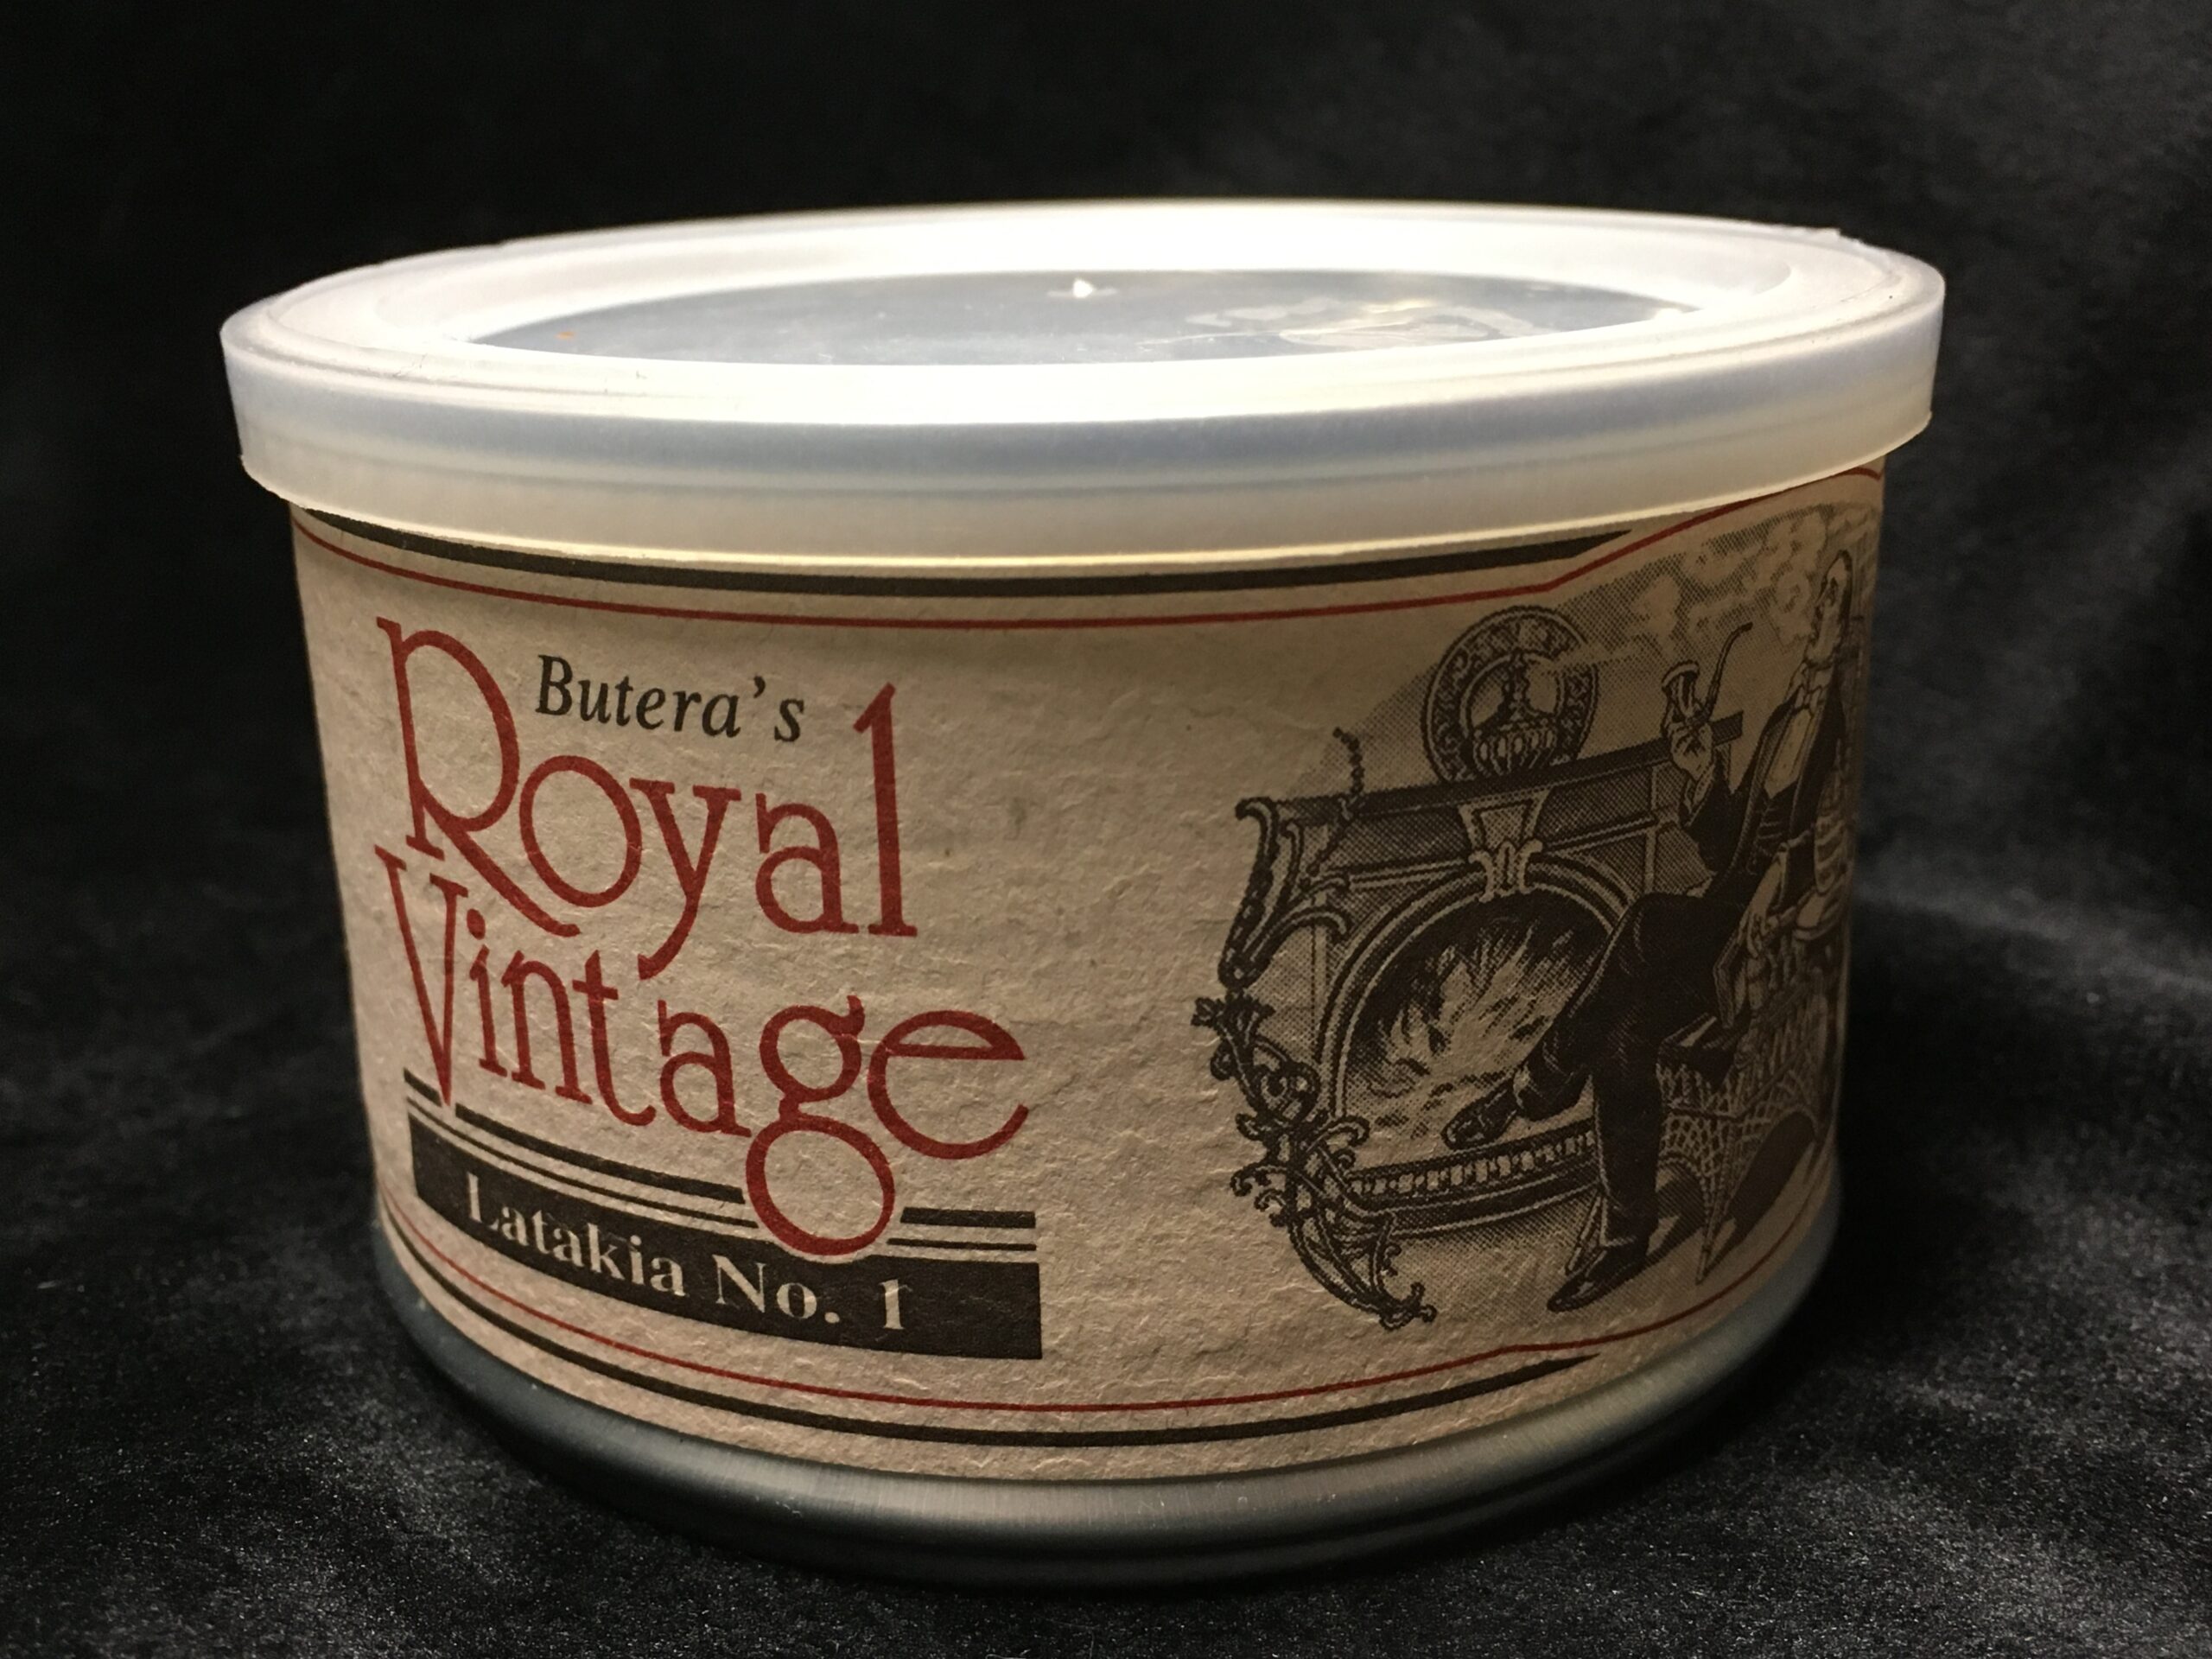 Butera's
Royal
Vintage
Latakia No. 1